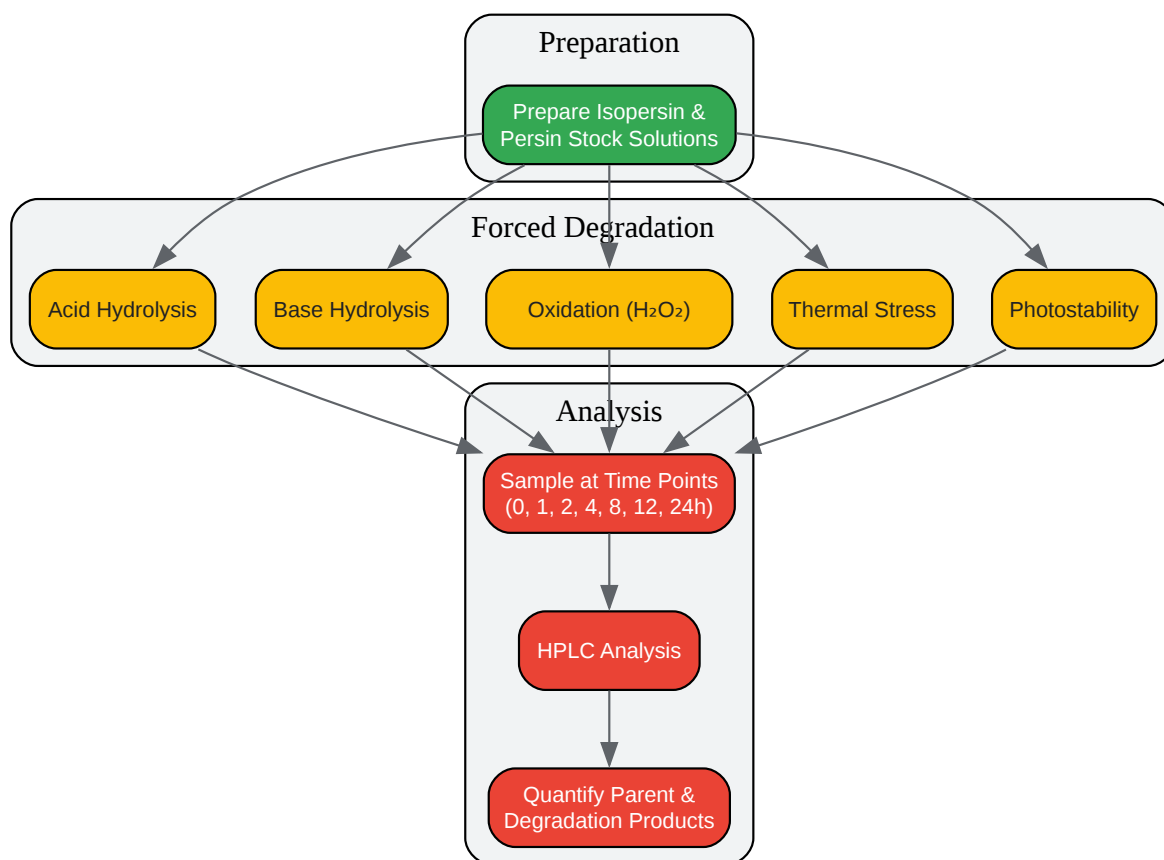 Preparation
Prepare Isopersin &
Persin Stock Solutions
Forced Degradation
Acid Hydrolysis
Base Hydrolysis
Oxidation (H₂O₂)
Thermal Stress
Photostability
Analysis
Sample at Time Points
(0, 1, 2, 4, 8, 12, 24h)
HPLC Analysis
Quantify Parent &
Degradation Products